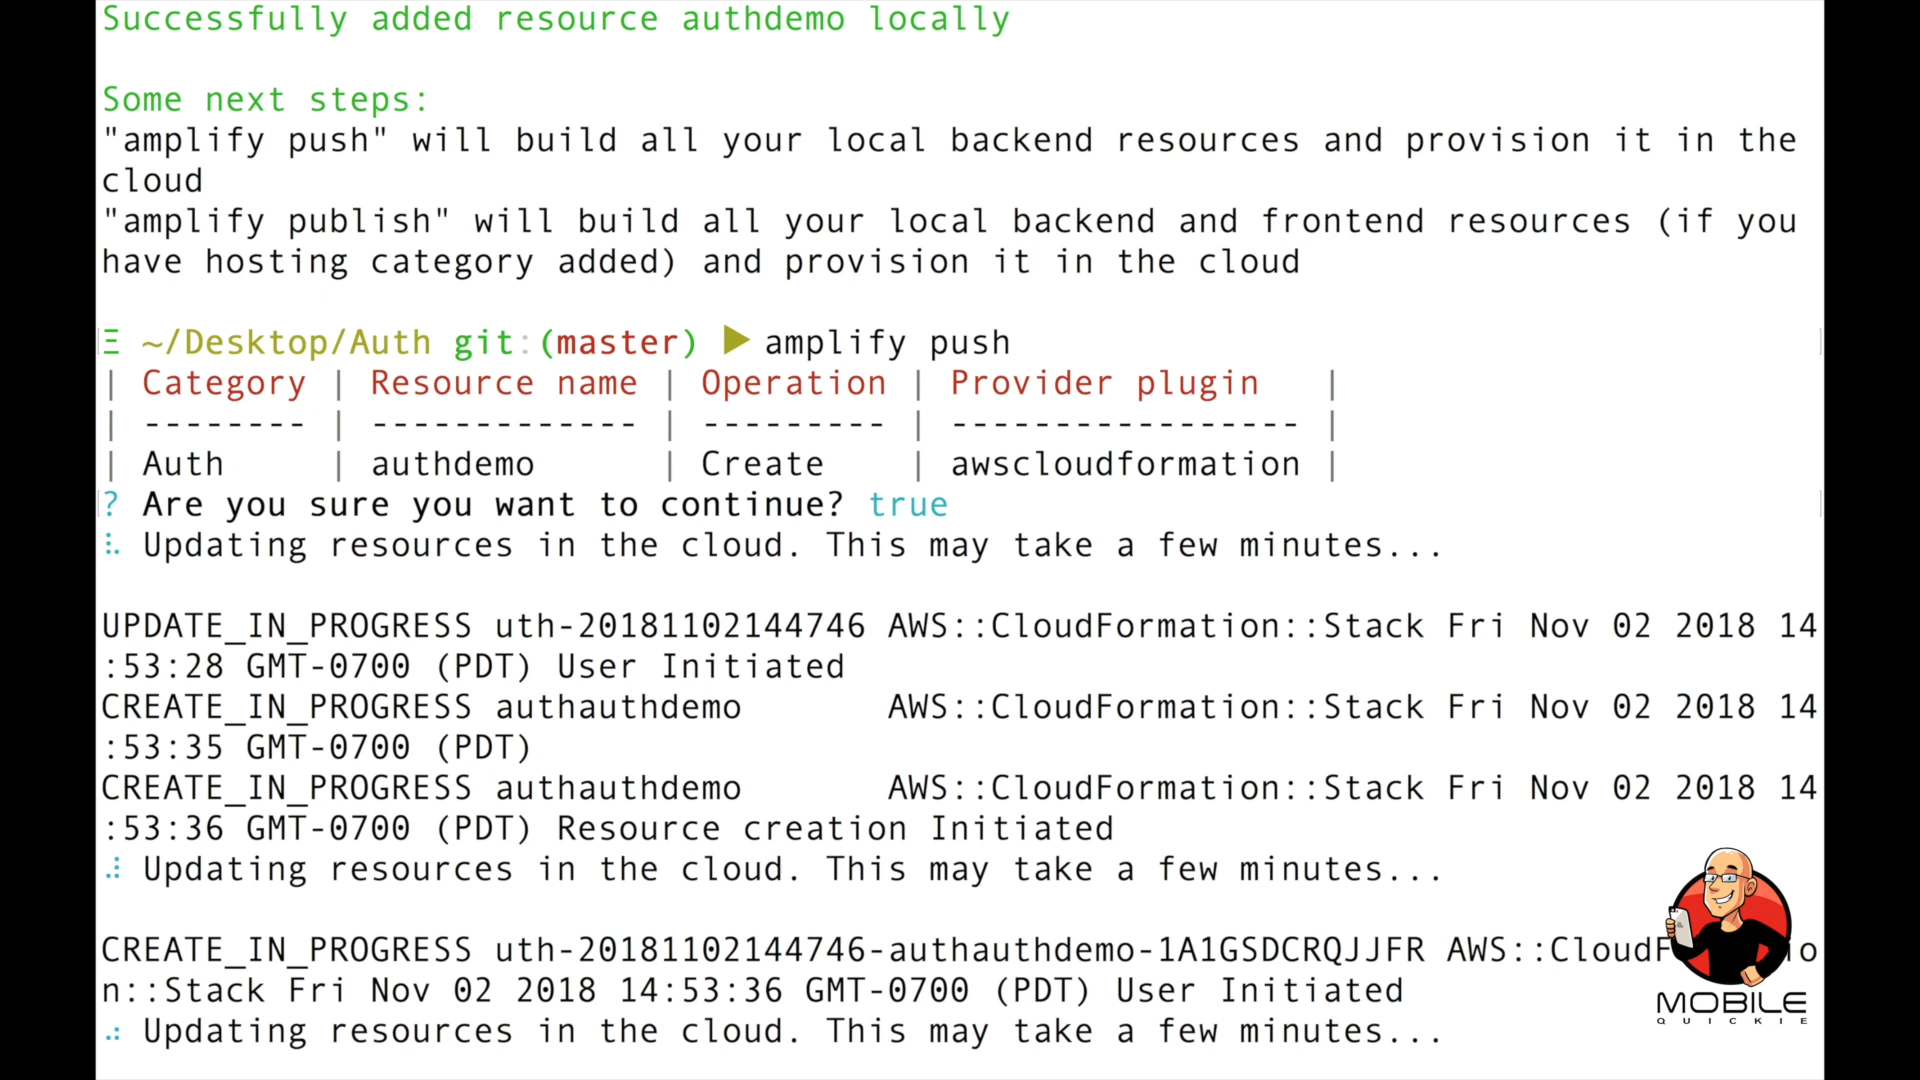 Successfully added resource authdemo locally
Some next steps:
"amplify push" will build all your local backend resources and provision it in the
cloud
"amplify publish" will build all your local backend and frontend resources (if you
have hosting category added) and provision it in the cloud
~/Desktop/Auth git:(master) ▶ amplify push
| Category | Resource name | Operation | Provider plugin |
| -------- | ------------- | --------- | ----------------- |
| Auth | authdemo | Create | awscloudformation |
? Are you sure you want to continue? true
Updating resources in the cloud. This may take a few minutes...
UPDATE_IN_PROGRESS uth-20181102144746 AWS::CloudFormation::Stack Fri Nov 02 2018 14
:53:28 GMT-0700 (PDT) User Initiated
CREATE_IN_PROGRESS authauthdemo AWS::CloudFormation::Stack Fri Nov 02 2018 14
:53:35 GMT-0700 (PDT)
CREATE_IN_PROGRESS authauthdemo AWS::CloudFormation::Stack Fri Nov 02 2018 14
:53:36 GMT-0700 (PDT) Resource creation Initiated
Updating resources in the cloud. This may take a few minutes...
CREATE_IN_PROGRESS uth-20181102144746-authauthdemo-1A1GSDCRQJJFR AWS::CloudF io
n::Stack Fri Nov 02 2018 14:53:36 GMT-0700 (PDT) User Initiated
Updating resources in the cloud. This may take a few minutes...
MOBILE
QUICKIE